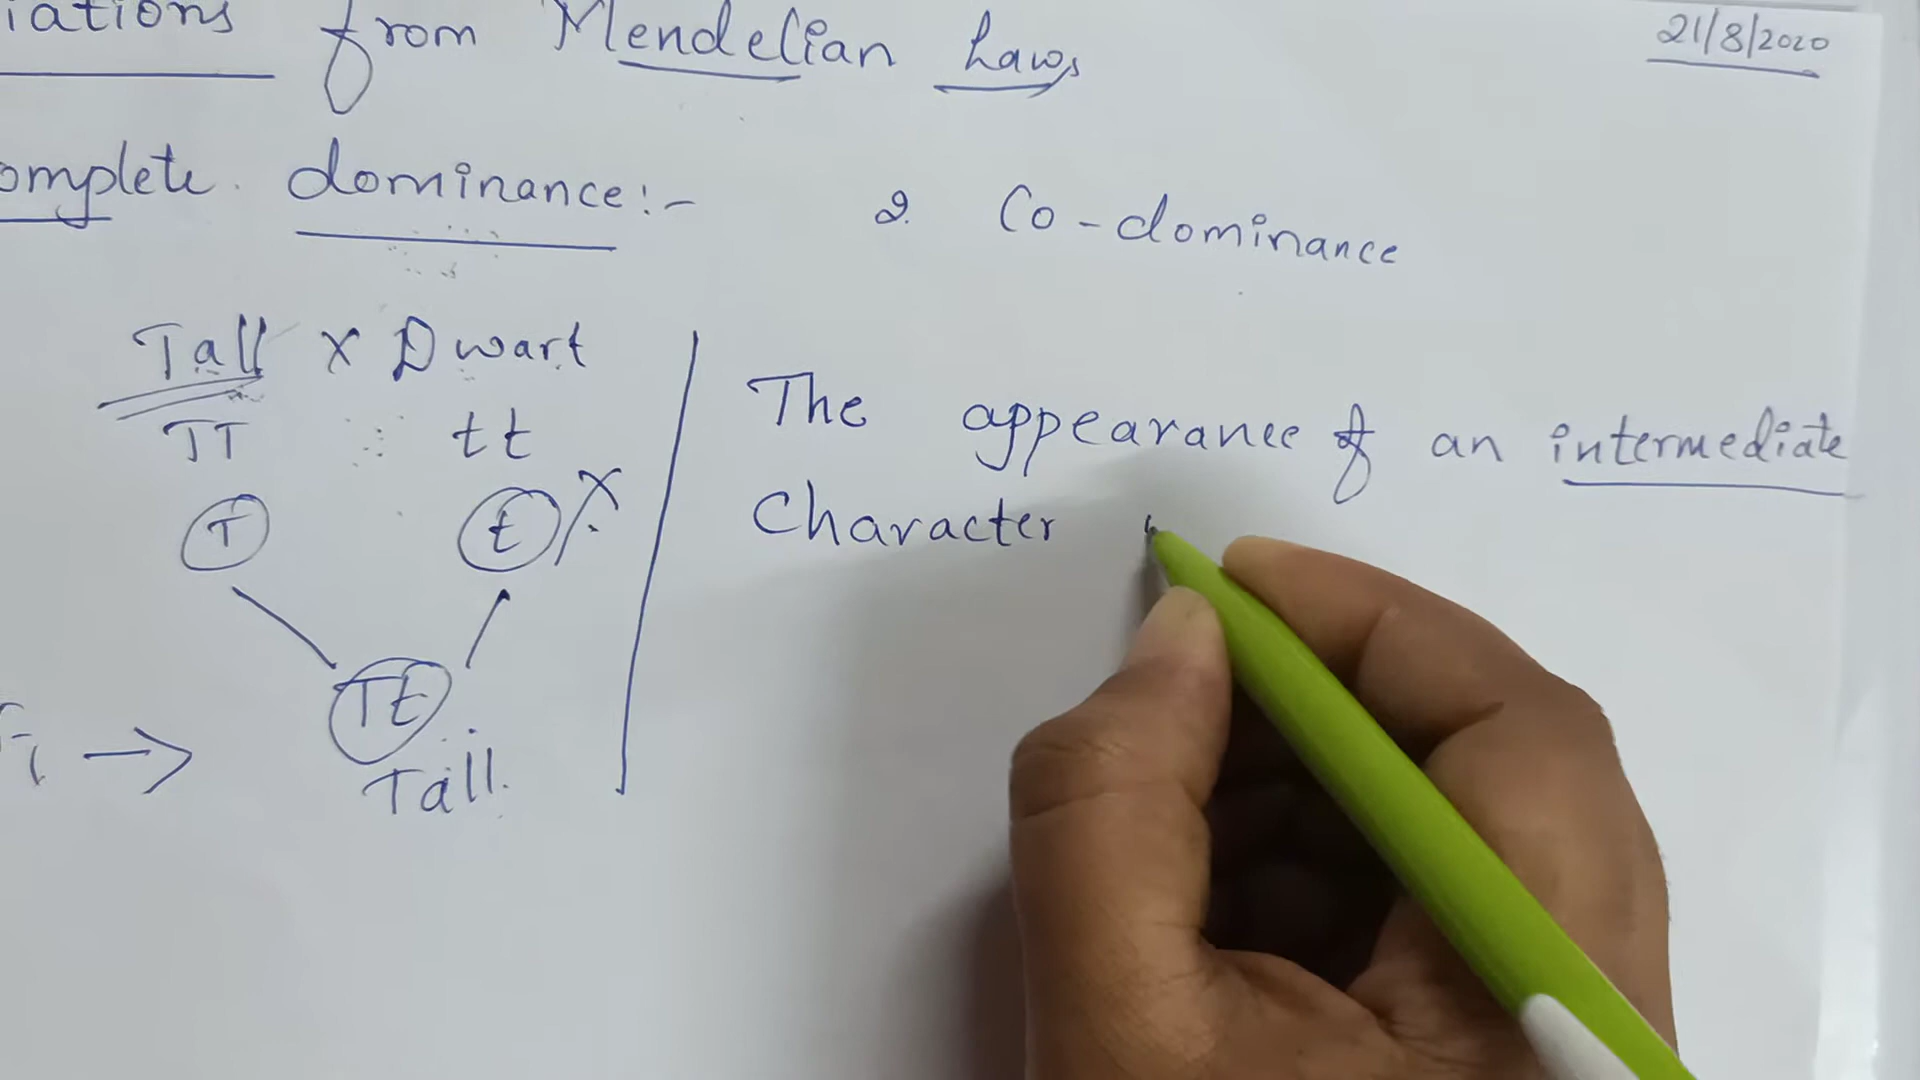 iations from Mendelian Laws
21/8/2020
omplete dominance:-
2. Co-dominance
Tall x Dwart
TT tt
T t x
Tt
F1 →
Tall.
The appearance of an intermediate
Character